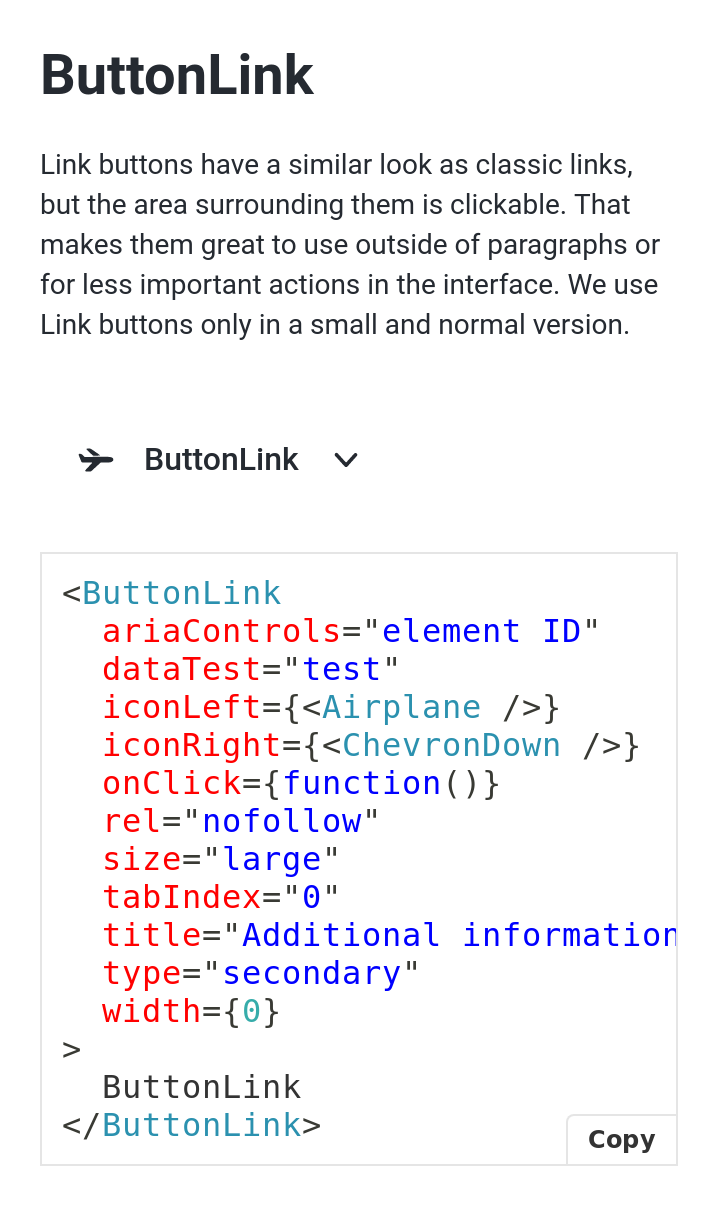 ButtonLink
Link buttons have a similar look as classic links,
but the area surrounding them is clickable. That
makes them great to use outside of paragraphs or
for less important actions in the interface. We use
Link buttons only in a small and normal version.
ButtonLink
<ButtonLink
  ariaControls="element ID"
  dataTest="test"
  iconLeft={<Airplane />}
  iconRight={<ChevronDown />}
  onClick={function()}
  rel="nofollow"
  size="large"
  tabIndex="0"
  title="Additional information
  type="secondary"
  width={0}
>
  ButtonLink
</ButtonLink>
Copy